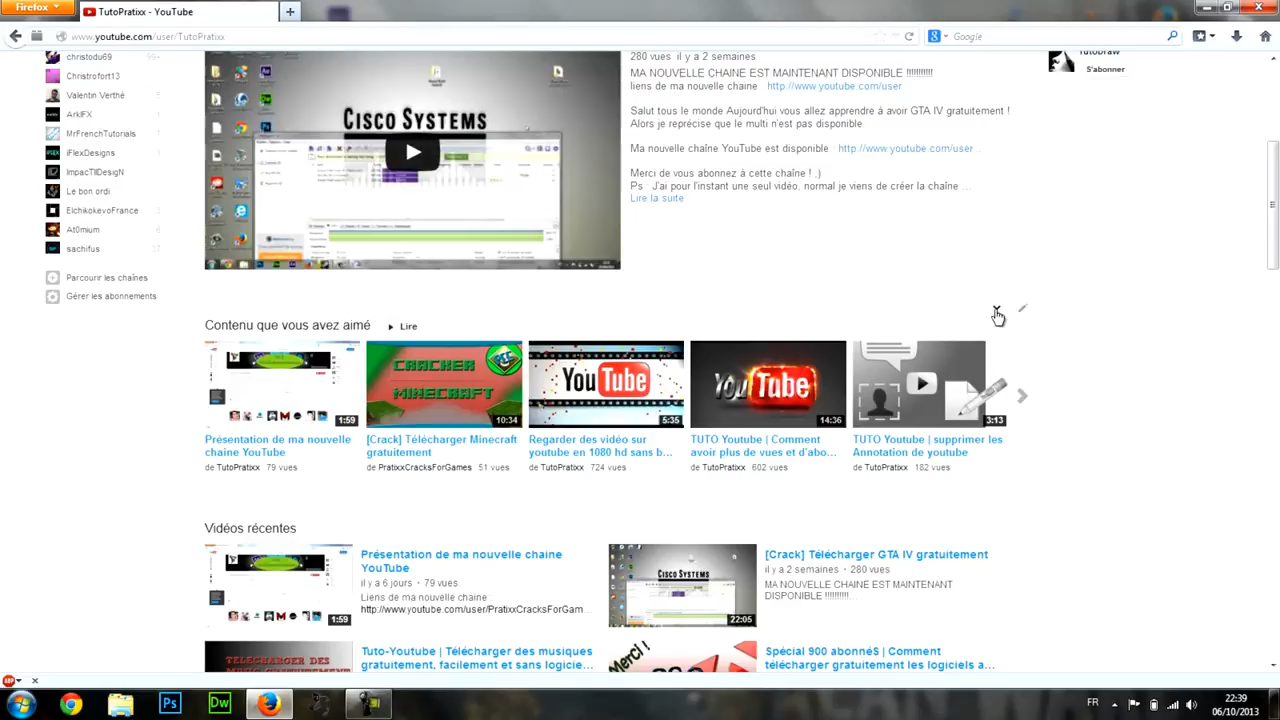 Firefox
TutoPratixx - YouTube
www.youtube.com/user/TutoPratixx
Google
christodu69
99+
Christrofort13
Valentin Verthé
ArklFX
MrFrenchTutorials
iFlexDesigns
ImpacTIIDesigN
Le bon ordi
ElchikokevoFrance
At0mium
sachifus
CISCO SYSTEMS
280 vues il y a 2 semaines
MA NOUVELLE CHAINE EST MAINTENANT DISPONIBLE !!!!!!!!!!!
liens de ma nouvelle chaine http://www.youtube.com/user
Salut tous le monde Aujourd'hui vous allez apprendre à avoir GTA IV gratuitement !
Alors je reprécise que le multi n'est pas disponible.
Ma nouvelle chaîne YouTube est disponible http://www.youtube.com/user ...
Merci de vous abonnez à cette chaîne ! ;)
Ps J'ai pour l'instant une seul vidéo, normal je viens de créer la chaîne ...
Lire la suite
TutoDraw
S'abonner
Parcourir les chaînes
Gérer les abonnements
Contenu que vous avez aimé
Lire
1:59
CRACKER
MINECRAFT
10:34
YouTube
5:35
YouTube
14:36
3:13
Présentation de ma nouvelle
chaine YouTube
de TutoPratixx 79 vues
[Crack] Télécharger Minecraft
gratuitement
de PratixxCracksForGames 51 vues
Regarder des vidéo sur
youtube en 1080 hd sans b...
de TutoPratixx 724 vues
TUTO Youtube | Comment
avoir plus de vues et d'abo...
de TutoPratixx 602 vues
TUTO Youtube | supprimer les
Annotation de youtube
de TutoPratixx 182 vues
Vidéos récentes
1:59
Présentation de ma nouvelle chaine
YouTube
il y a 6 jours · 79 vues
Liens de ma nouvelle chaine :
http://www.youtube.com/user/PratixxCracksForGam...
CISCO SYSTEMS
22:05
[Crack] Télécharger GTA IV gratuitement
il y a 2 semaines · 280 vues
MA NOUVELLE CHAINE EST MAINTENANT
DISPONIBLE !!!!!!!!!!...
TELECHARGER DES
Tuto-Youtube | Télécharger des musiques
gratuitement, facilement et sans logicie...
Merci !
Spécial 900 abonnéS | Comment
télécharger gratuitement les logiciels a...
ABP
Ps
Dw
FR
22:39
06/10/2013